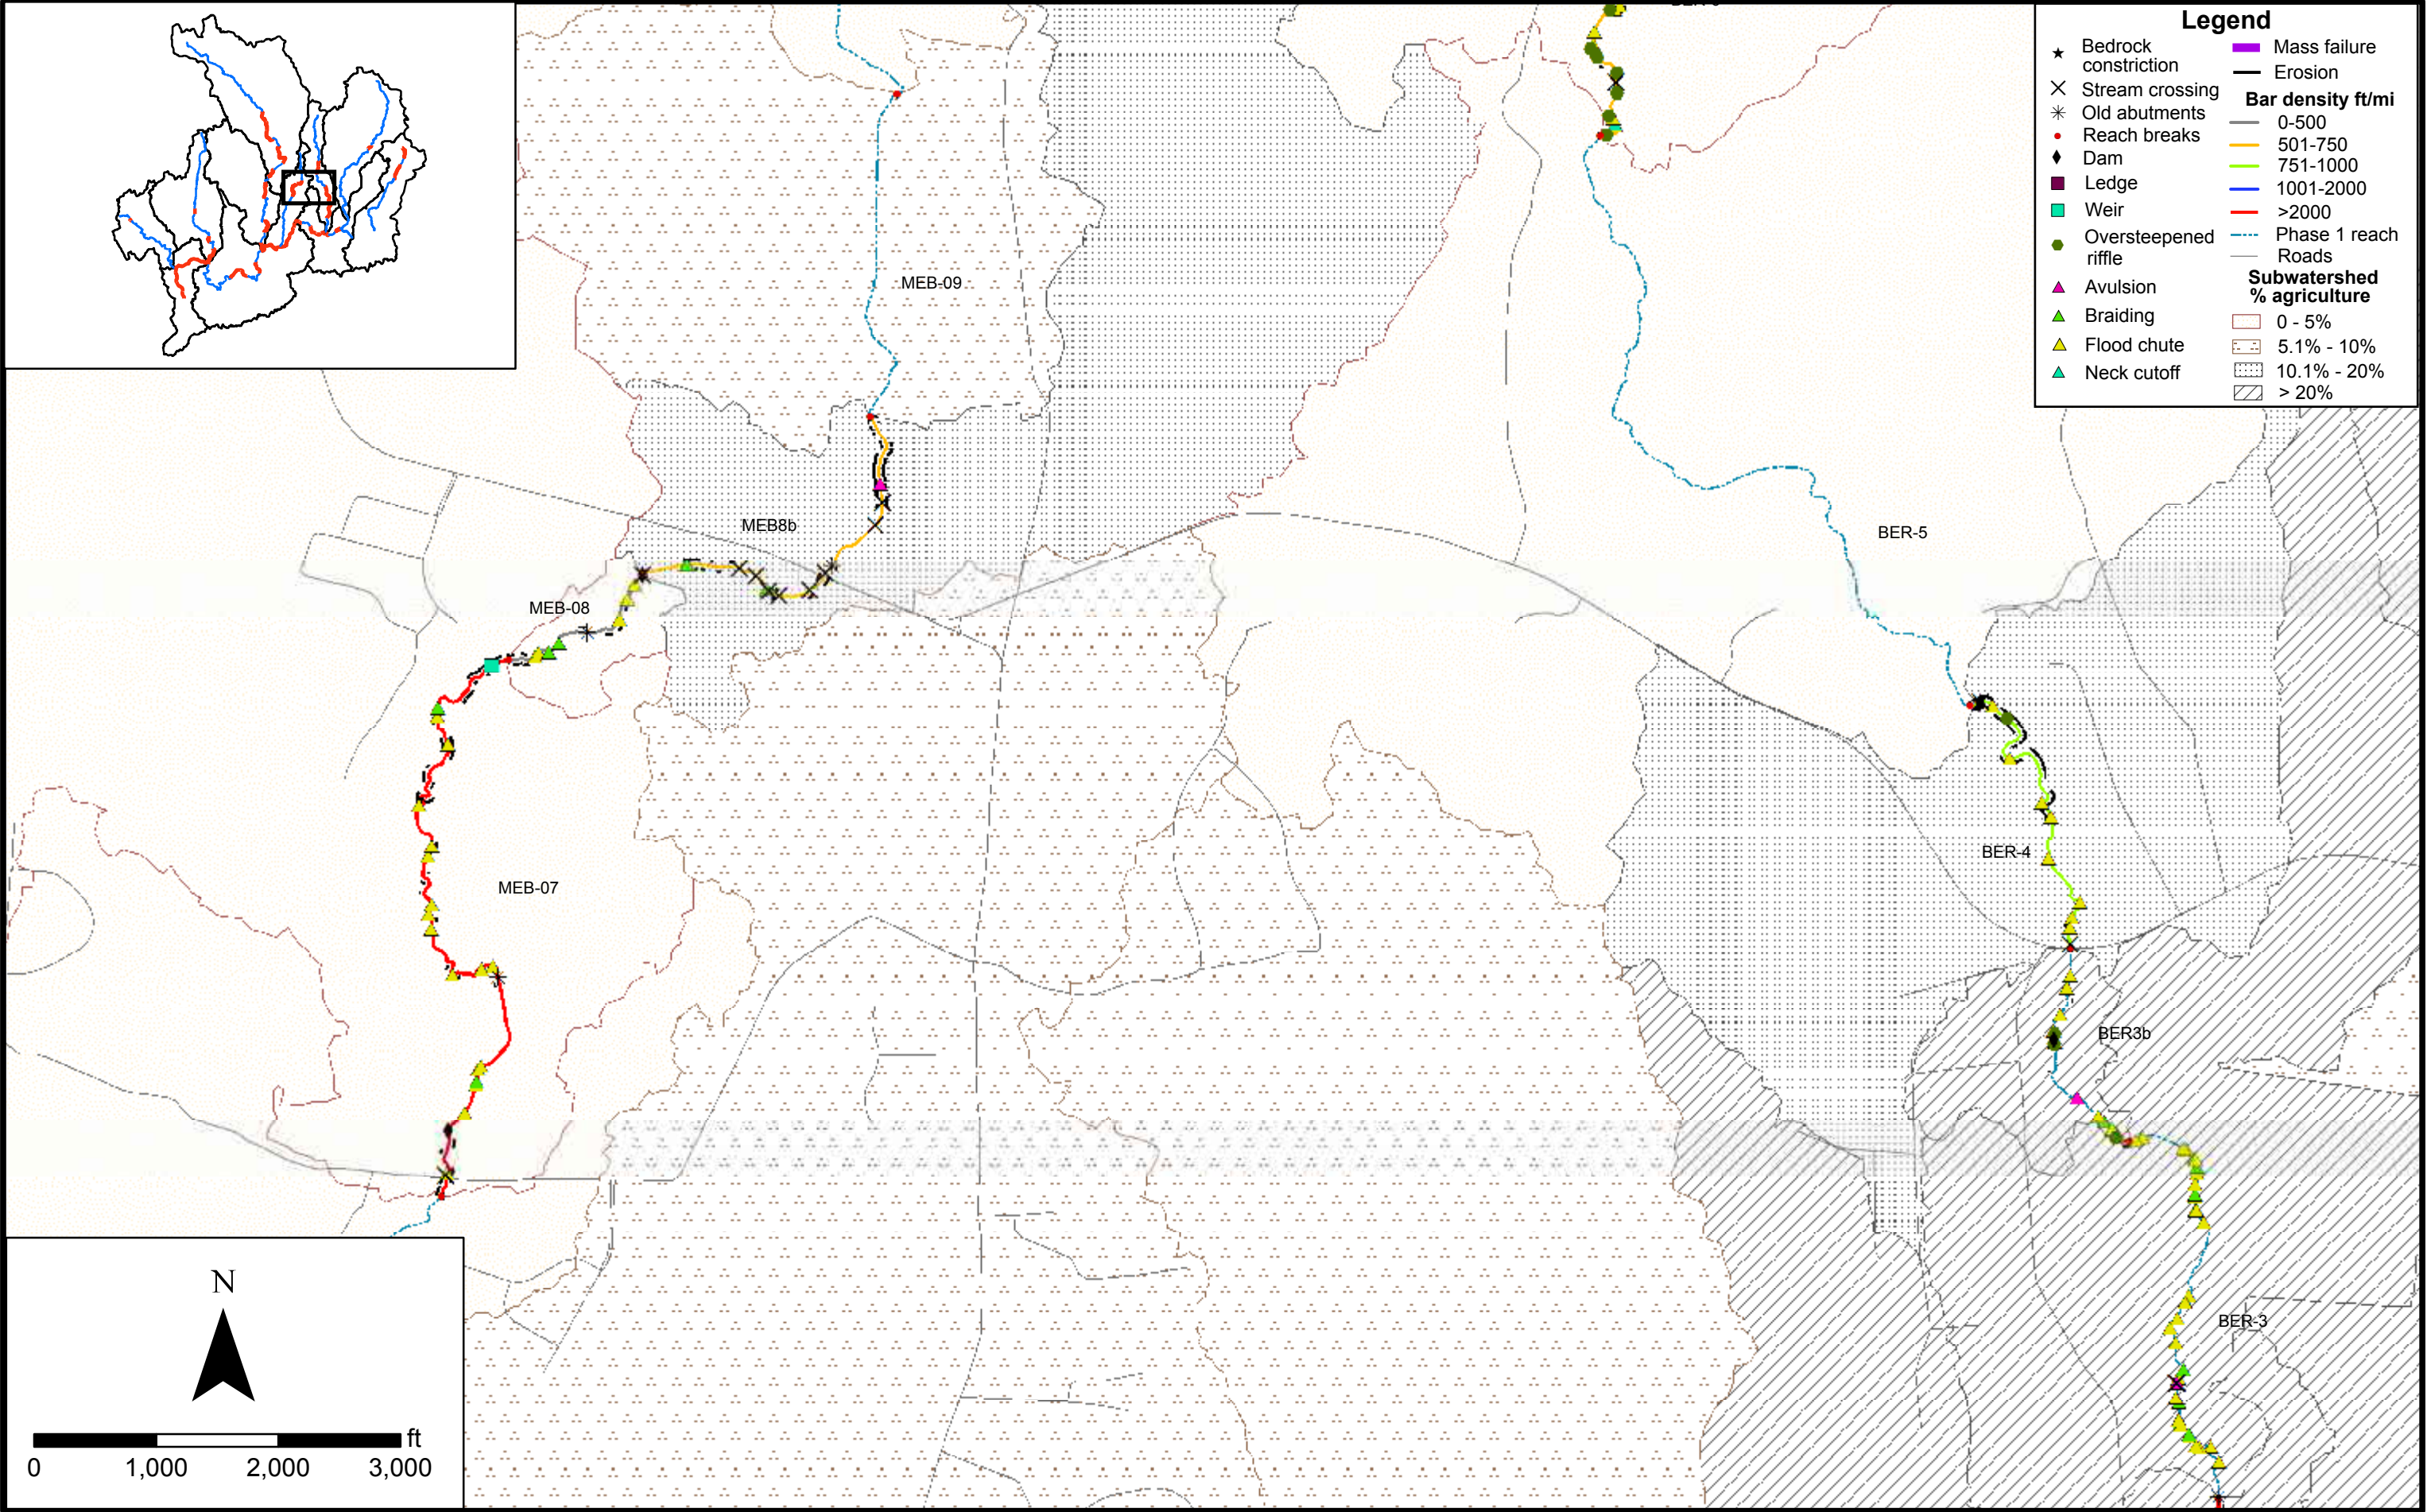 Legend
Bedrock
constriction
Stream crossing
Old abutments
Reach breaks
Dam
Ledge
Weir
Oversteepened
riffle
Avulsion
Braiding
Flood chute
Neck cutoff
Mass failure
Erosion
Bar density ft/mi
0-500
501-750
751-1000
1001-2000
>2000
Phase 1 reach
Roads
Subwatershed
% agriculture
0 - 5%
5.1% - 10%
10.1% - 20%
> 20%
MEB-09
MEB8b
BER-5
MEB-08
BER-4
MEB-07
BER3b
BER-3
N
ft
0 1,000 2,000 3,000